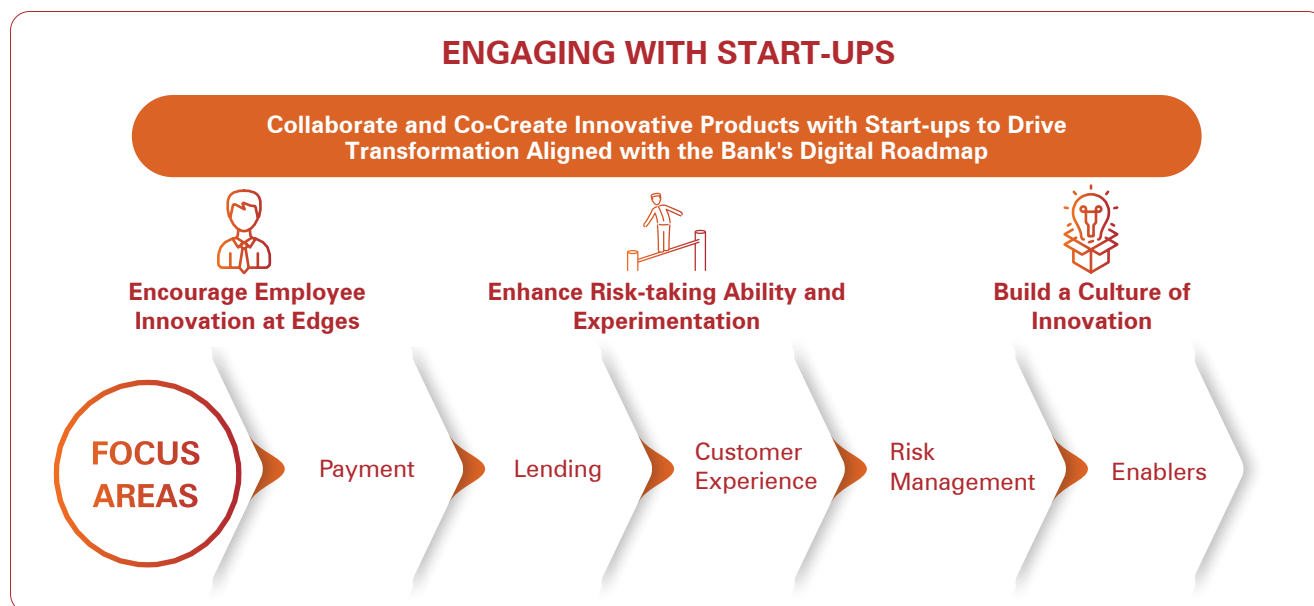 ENGAGING WITH START-UPS
Collaborate and Co-Create Innovative Products with Start-ups to Drive
Transformation Aligned with the Bank's Digital Roadmap
Encourage Employee
Innovation at Edges
Enhance Risk-taking Ability and
Experimentation
Build a Culture of
Innovation
FOCUS
AREAS
Payment
Lending
Customer
Experience
Risk
Management
Enablers